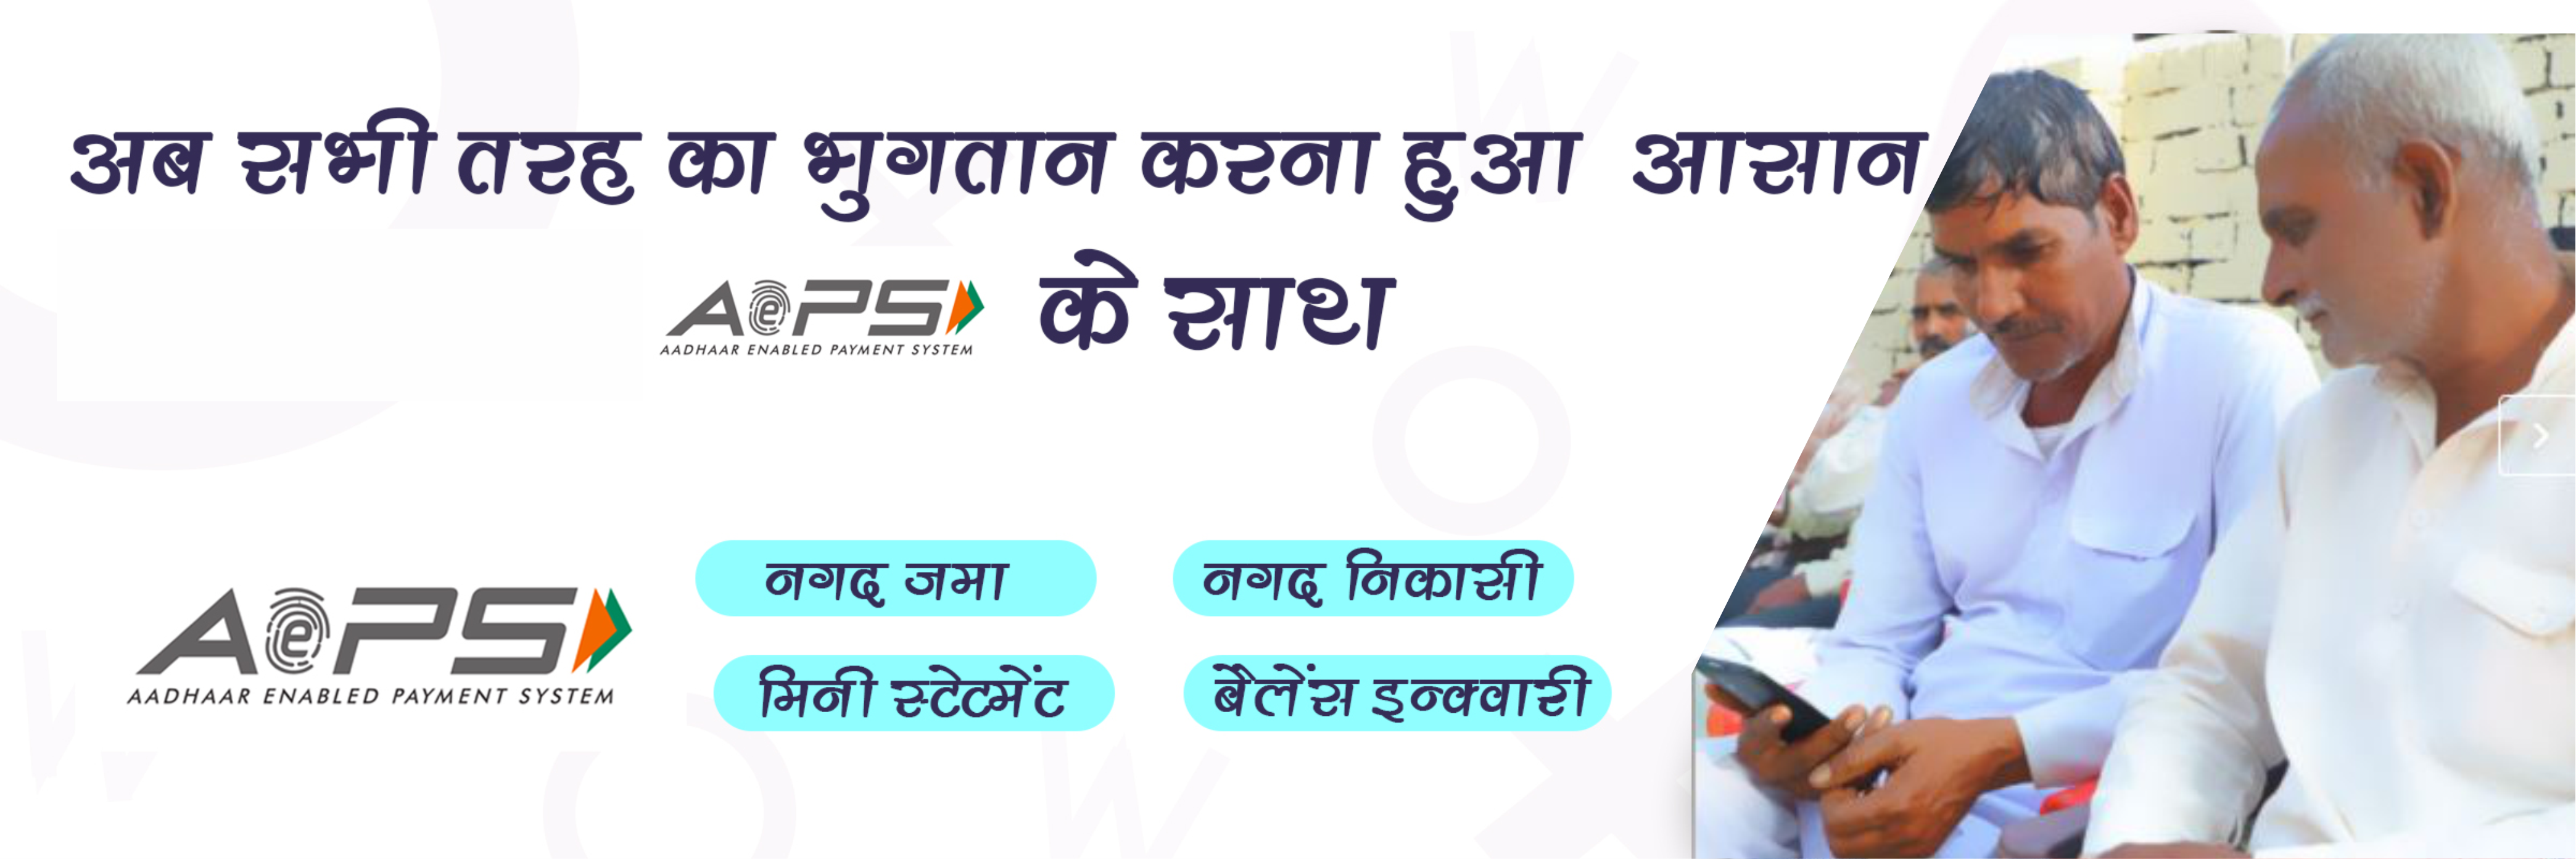 अब सभी तरह का भुगतान करना हुआ आसान
AePS के साथ
AADHAAR ENABLED PAYMENT SYSTEM
नगद जमा
नगद निकासी
AePS
AADHAAR ENABLED PAYMENT SYSTEM
मिनी स्टेटमेंट
बैलेंस इन्क्वारी